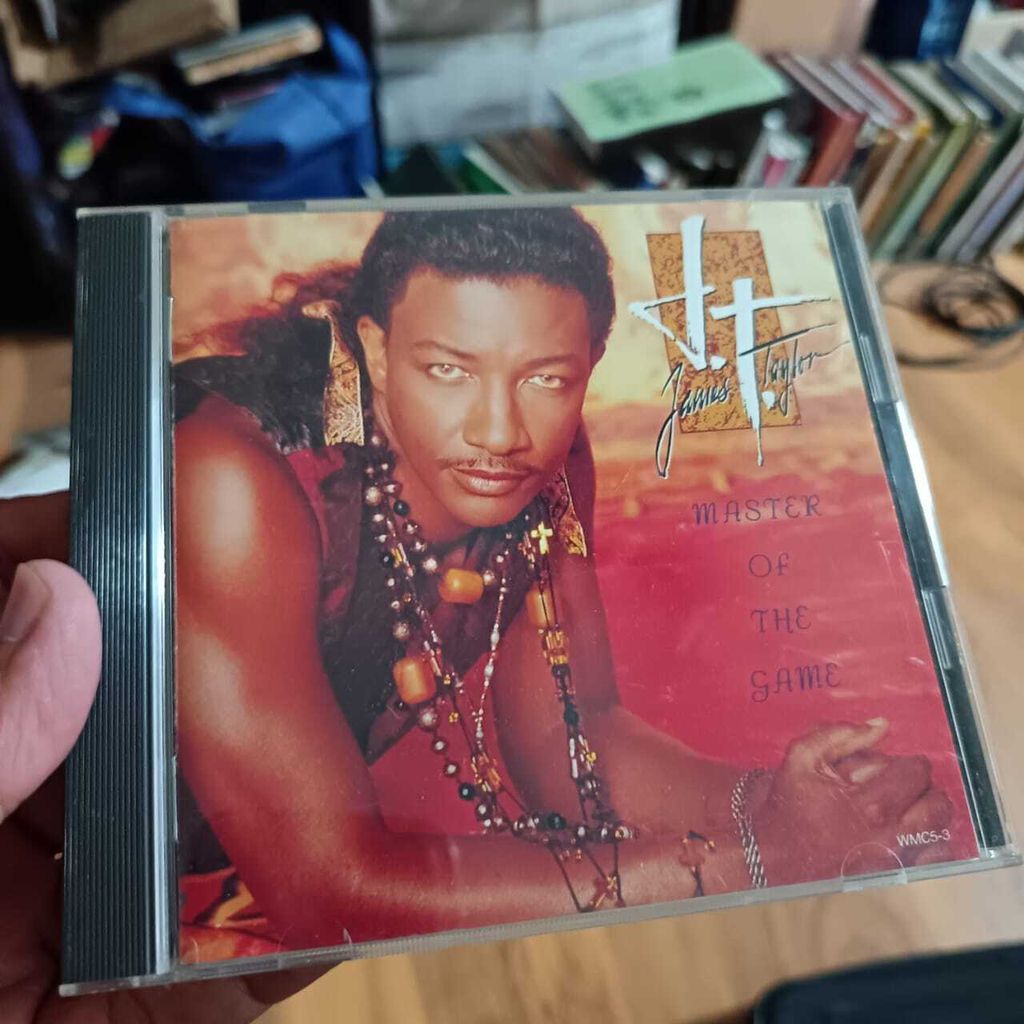 J.T.
James Taylor
MASTER
OF
THE
GAME
WMC5-3